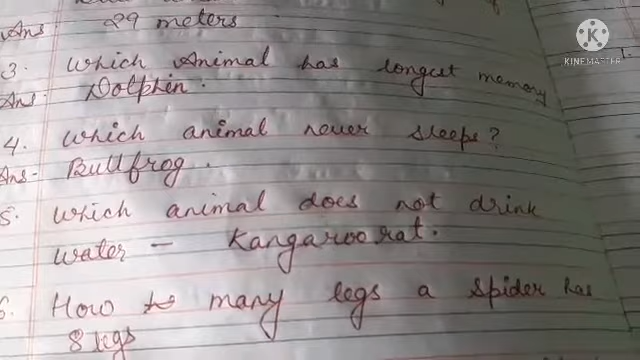 Ans 29 meters
KINEMASTER
3. Which Animal has longest memory
Ans: Dolphin.
4. Which animal never sleeps?
Ans- Bullfrog.
5. Which animal does not drink
water - Kangaroo rat.
6. How to many legs a spider has
8 legs